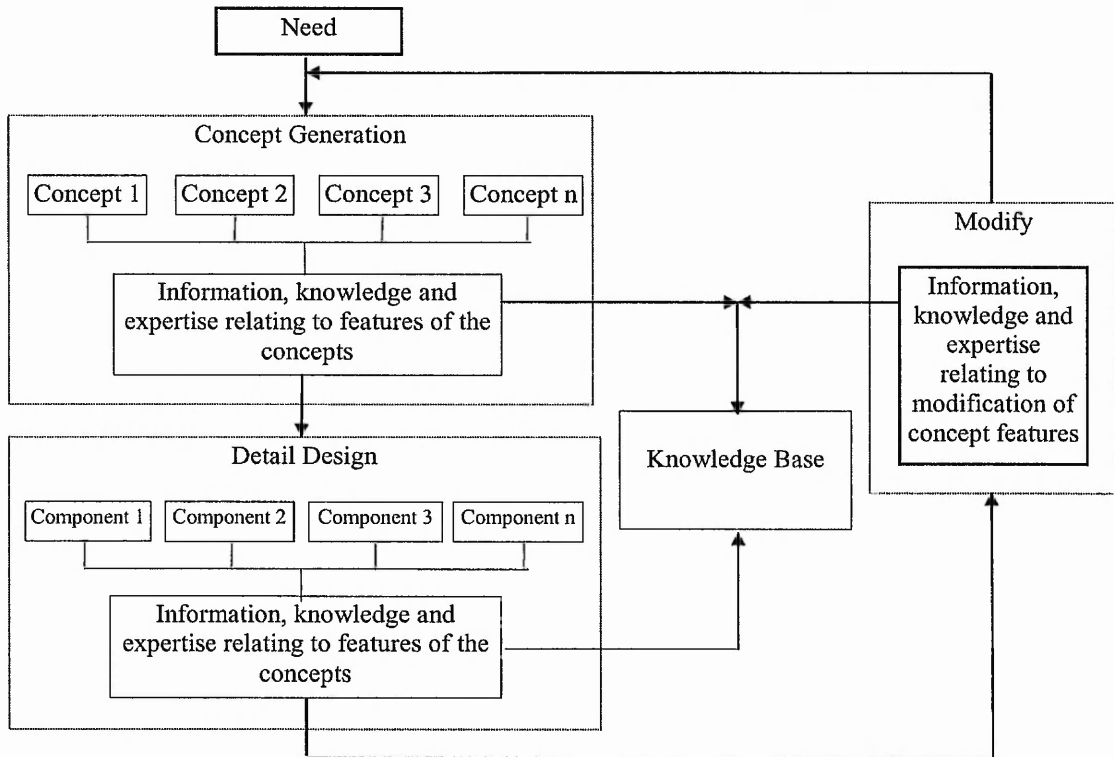 Need
Concept Generation
Concept 1
Concept 2
Concept 3
Concept n
Information, knowledge and
expertise relating to features of the
concepts
Detail Design
Component 1
Component 2
Component 3
Component n
Information, knowledge and
expertise relating to features of the
concepts
Knowledge Base
Modify
Information,
knowledge and
expertise
relating to
modification of
concept features